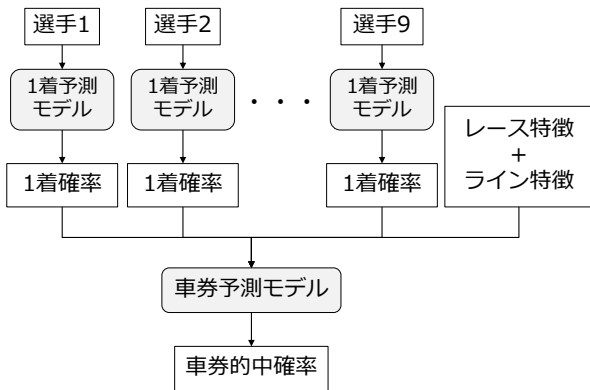 選手1
選手2
選手9
1着予測
モデル
1着予測
モデル
・・・
1着予測
モデル
レース特徴
+
ライン特徴
1着確率
1着確率
1着確率
車券予測モデル
車券的中確率